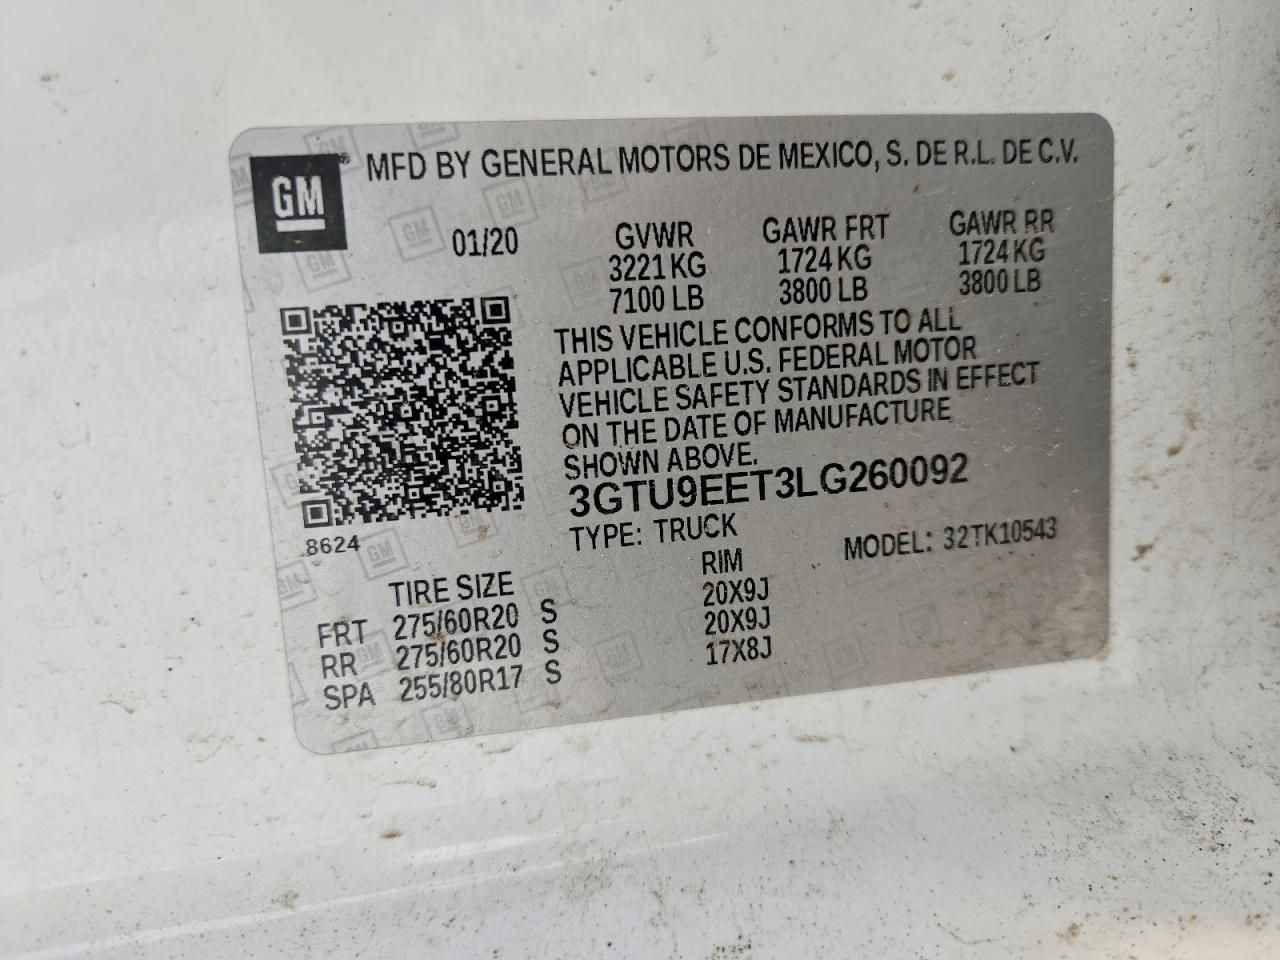 GM® MFD BY GENERAL MOTORS DE MEXICO, S. DE R.L. DE C.V.
01/20 GVWR GAWR FRT GAWR RR
3221 KG 1724 KG 1724 KG
7100 LB 3800 LB 3800 LB
THIS VEHICLE CONFORMS TO ALL
APPLICABLE U.S. FEDERAL MOTOR
VEHICLE SAFETY STANDARDS IN EFFECT
ON THE DATE OF MANUFACTURE
SHOWN ABOVE.
3GTU9EET3LG260092
8624
TYPE: TRUCK MODEL: 32TK10543
TIRE SIZE RIM
FRT 275/60R20 S 20X9J
RR 275/60R20 S 20X9J
SPA 255/80R17 S 17X8J